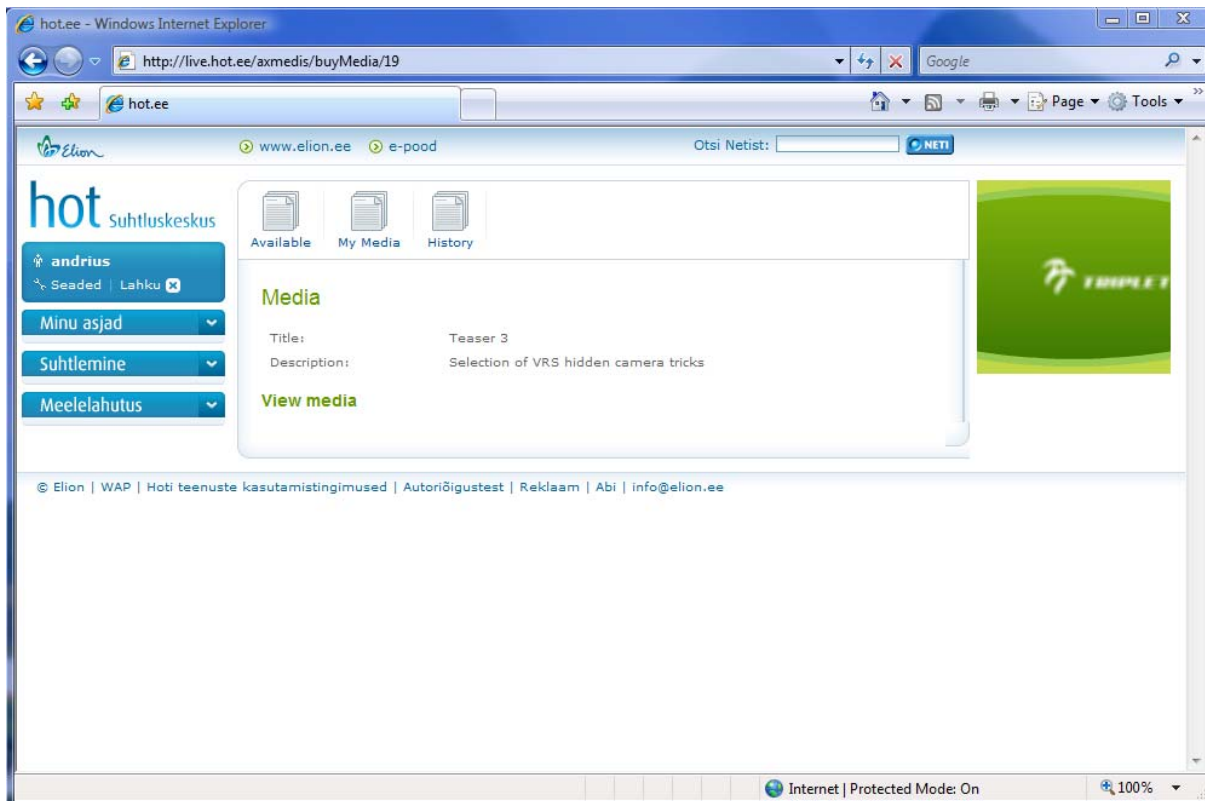 hot.ee - Windows Internet Explorer
http://live.hot.ee/axmedis/buyMedia/19
Google
hot.ee
Page
Tools
Elion
www.elion.ee
e-pood
Otsi Netist:
NETI
hot Suhtluskeskus
Available
My Media
History
andrius
Seaded | Lahku
Minu asjad
Suhtlemine
Meelelahutus
Media
Title: Teaser 3
Description: Selection of VRS hidden camera tricks
View media
TRIPLET
© Elion | WAP | Hoti teenuste kasutamistingimused | Autoriõigustest | Reklaam | Abi | info@elion.ee
Internet | Protected Mode: On
100%